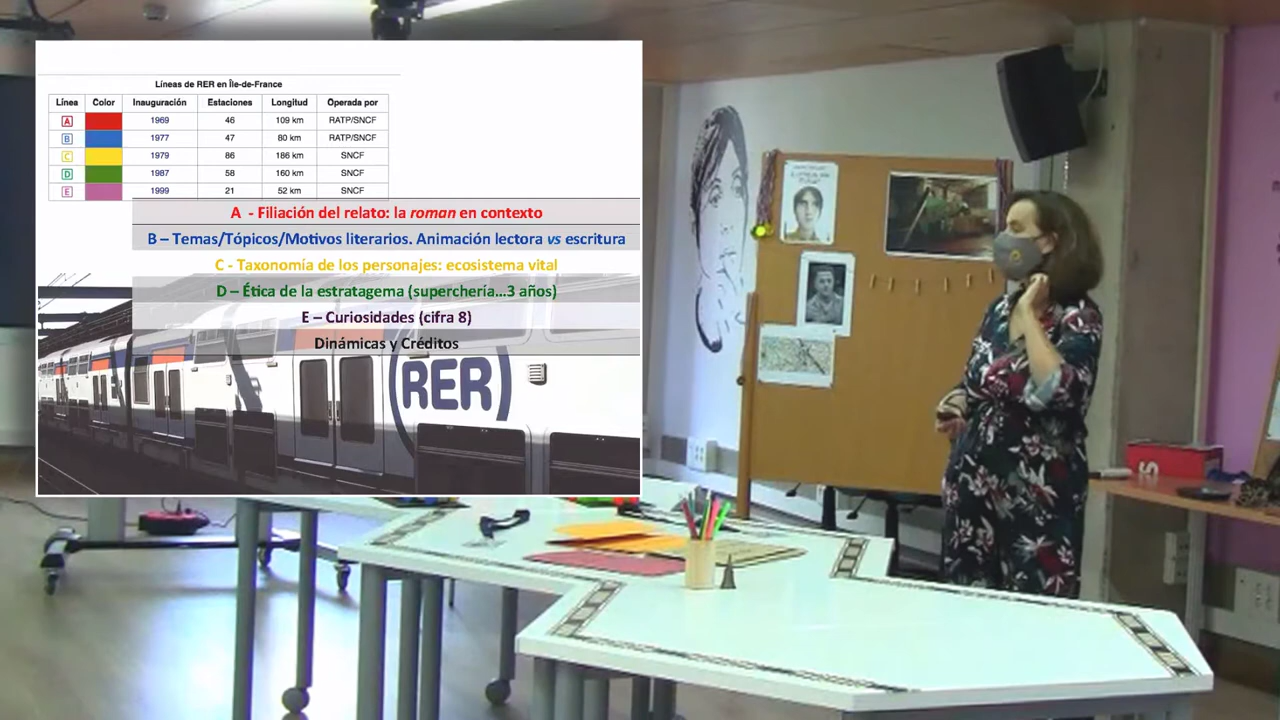 Líneas de RER en Île-de-France
Línea Color Inauguración Estaciones Longitud Operada por
A 1969 46 109 km RATP/SNCF
B 1977 47 80 km RATP/SNCF
C 1979 86 186 km SNCF
D 1987 58 160 km SNCF
E 1999 21 52 km SNCF
A - Filiación del relato: la roman en contexto
B – Temas/Tópicos/Motivos literarios. Animación lectora vs escritura
C - Taxonomía de los personajes: ecosistema vital
D – Ética de la estratagema (superchería...3 años)
E – Curiosidades (cifra 8)
Dinámicas y Créditos
(RER)